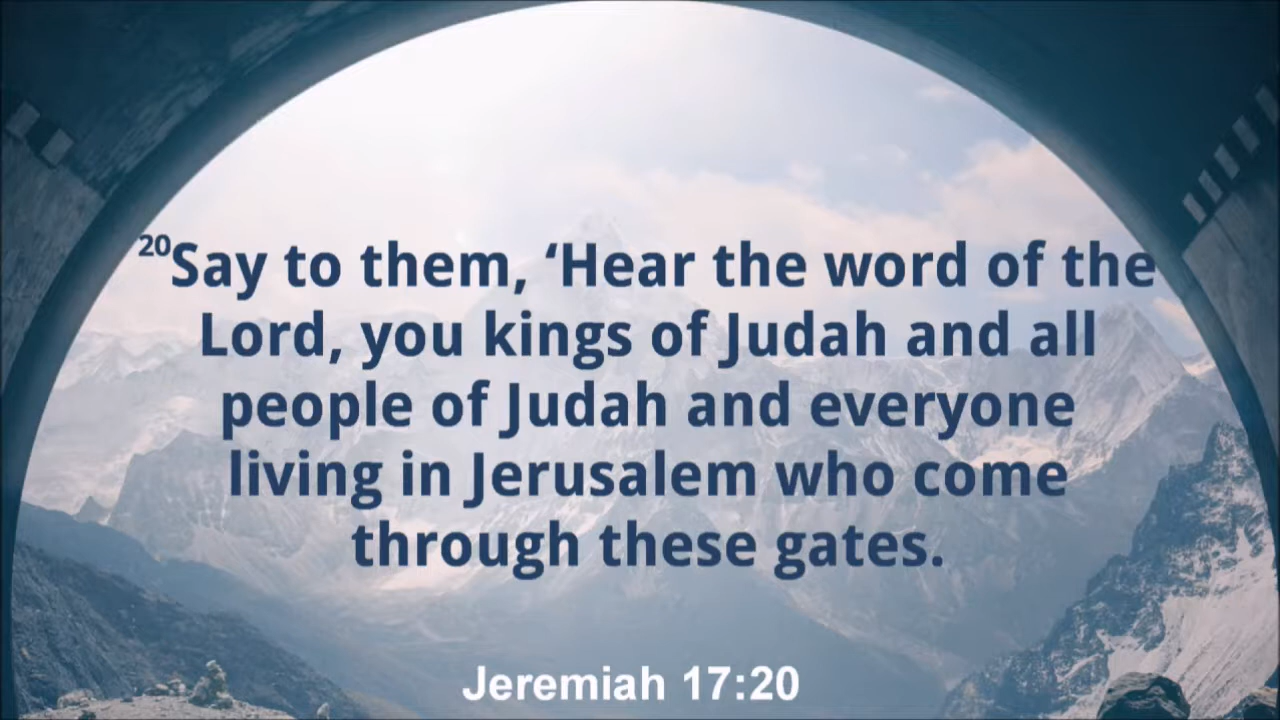 20Say to them, ‘Hear the word of the
Lord, you kings of Judah and all
people of Judah and everyone
living in Jerusalem who come
through these gates.
Jeremiah 17:20